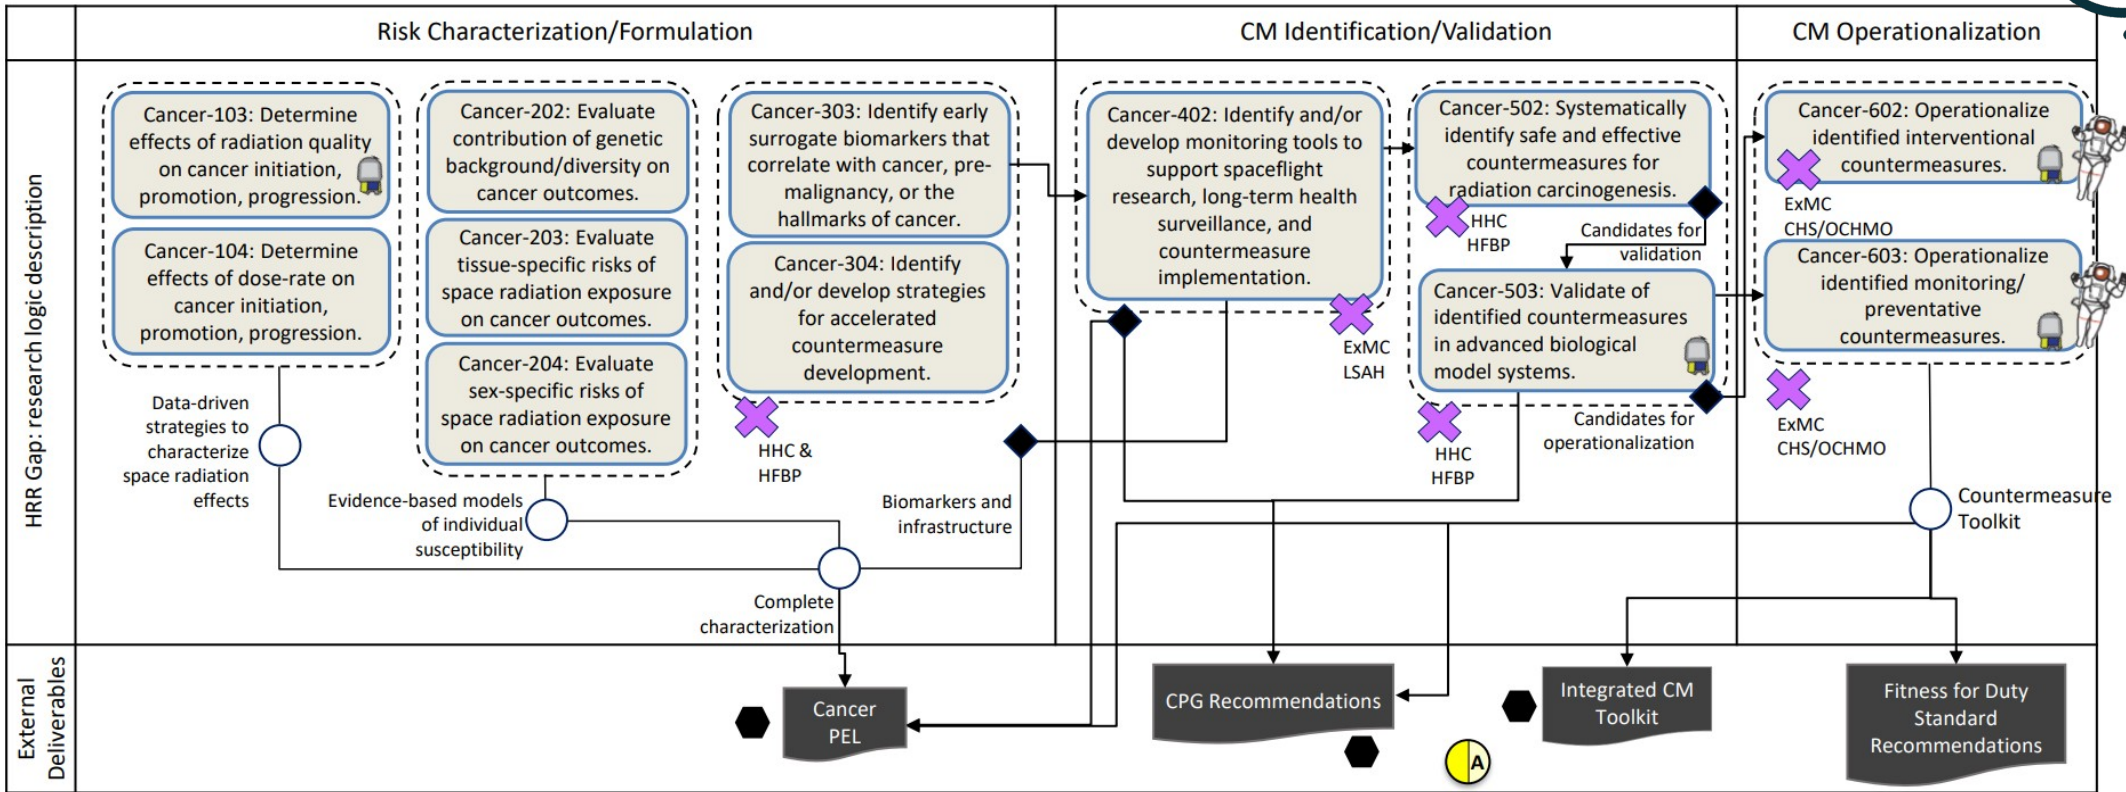 Risk Characterization/Formulation
CM Identification/Validation
CM Operationalization
HRR Gap: research logic description
Cancer-103: Determine
effects of radiation quality
on cancer initiation,
promotion, progression.
Cancer-104: Determine
effects of dose-rate on
cancer initiation,
promotion, progression.
Data-driven
strategies to
characterize
space radiation
effects
Cancer-202: Evaluate
contribution of genetic
background/diversity on
cancer outcomes.
Cancer-203: Evaluate
tissue-specific risks of
space radiation exposure
on cancer outcomes.
Cancer-204: Evaluate
sex-specific risks of
space radiation exposure
on cancer outcomes.
Evidence-based models
of individual
susceptibility
Cancer-303: Identify early
surrogate biomarkers that
correlate with cancer, pre-
malignancy, or the
hallmarks of cancer.
Cancer-304: Identify
and/or develop strategies
for accelerated
countermeasure
development.
HHC &
HFBP
Biomarkers and
infrastructure
Complete
characterization
Cancer-402: Identify and/or
develop monitoring tools to
support spaceflight
research, long-term health
surveillance, and
countermeasure
implementation.
ExMC
LSAH
Cancer-502: Systematically
identify safe and effective
countermeasures for
radiation carcinogenesis.
HHC
HFBP
Candidates for
validation
Cancer-503: Validate of
identified countermeasures
in advanced biological
model systems.
HHC
HFBP
Candidates for
operationalization
Cancer-602: Operationalize
identified interventional
countermeasures.
ExMC
CHS/OCHMO
Cancer-603: Operationalize
identified monitoring/
preventative
countermeasures.
ExMC
CHS/OCHMO
Countermeasure
Toolkit
External
Deliverables
Cancer
PEL
CPG Recommendations
A
Integrated CM
Toolkit
Fitness for Duty
Standard
Recommendations